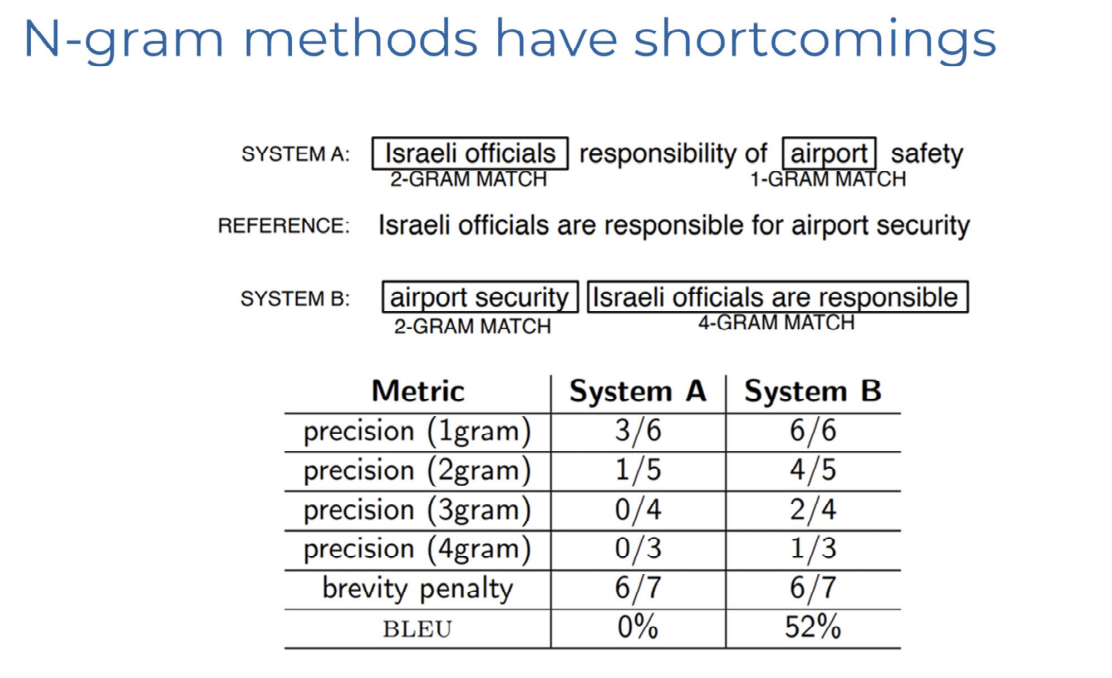 N-gram methods have shortcomings
SYSTEM A: Israeli officials responsibility of airport safety
2-GRAM MATCH 1-GRAM MATCH
REFERENCE: Israeli officials are responsible for airport security
SYSTEM B: airport security Israeli officials are responsible
2-GRAM MATCH 4-GRAM MATCH
Metric System A System B
precision (1gram) 3/6 6/6
precision (2gram) 1/5 4/5
precision (3gram) 0/4 2/4
precision (4gram) 0/3 1/3
brevity penalty 6/7 6/7
BLEU 0% 52%